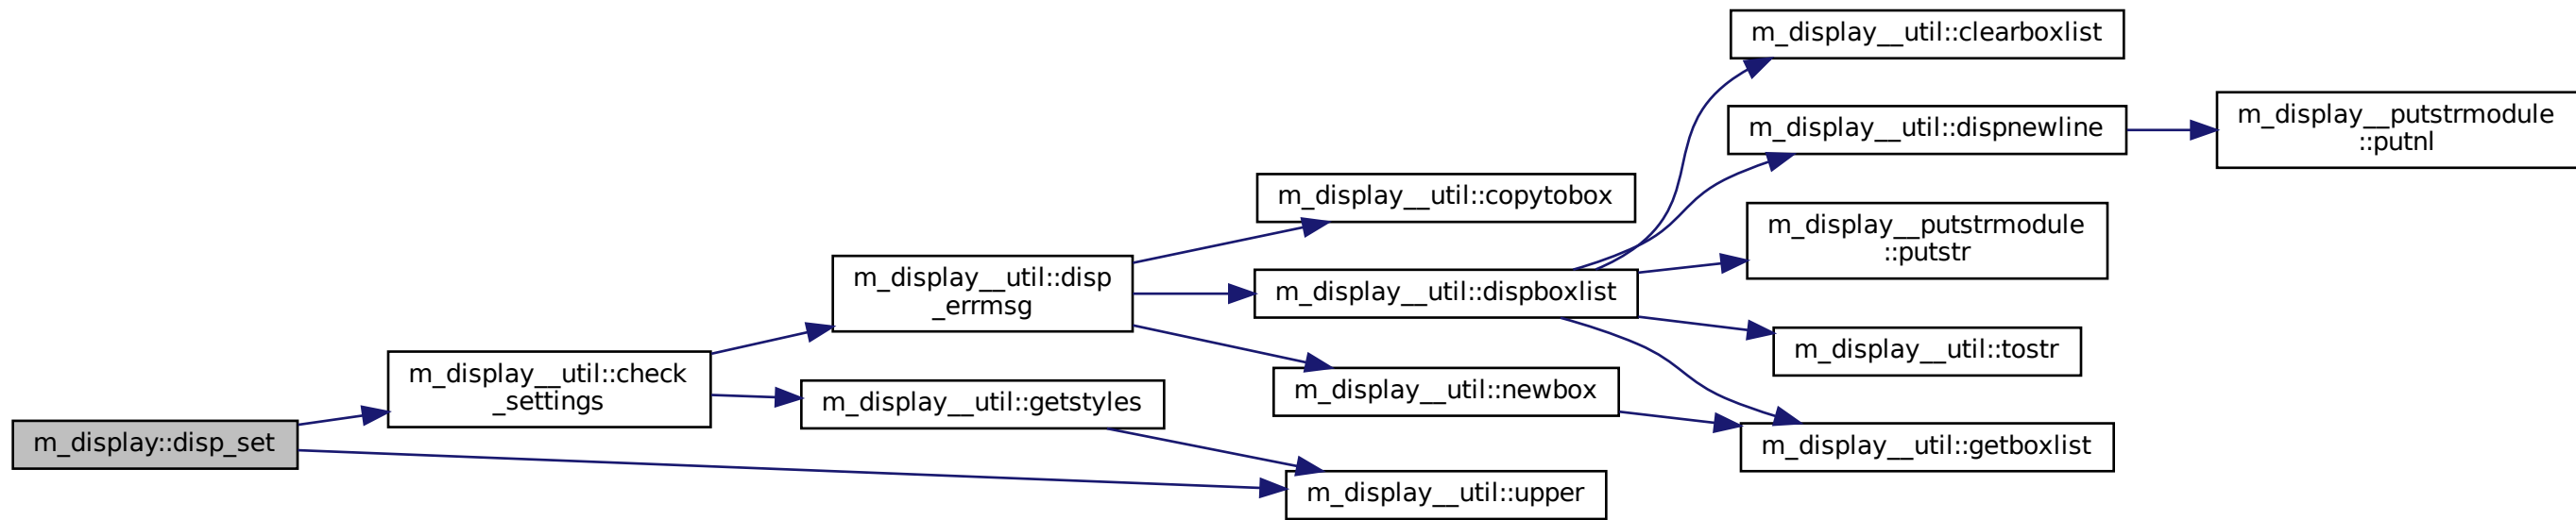 m_display__util::clearboxlist
m_display__putstrmodule
::putnl
m_display__util::dispnewline
m_display__util::copytobox
m_display__putstrmodule
::putstr
m_display__util::disp
_errmsg
m_display__util::dispboxlist
m_display__util::tostr
m_display__util::check
_settings
m_display__util::getstyles
m_display__util::newbox
m_display::disp_set
m_display__util::getboxlist
m_display__util::upper